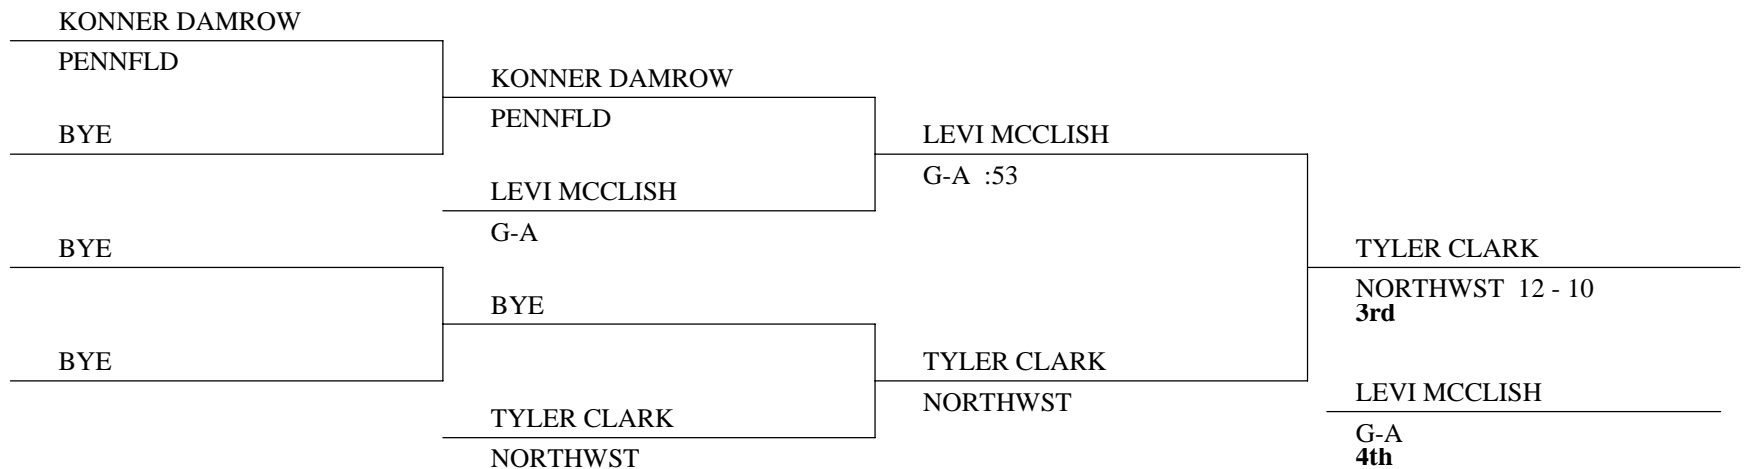 KONNER DAMROW
PENNFLD
BYE
BYE
BYE
KONNER DAMROW
PENNFLD
LEVI MCCLISH
G-A
BYE
TYLER CLARK
NORTHWST
LEVI MCCLISH
G-A :53
TYLER CLARK
NORTHWST
TYLER CLARK
NORTHWST 12 - 10
3rd
LEVI MCCLISH
G-A
4th